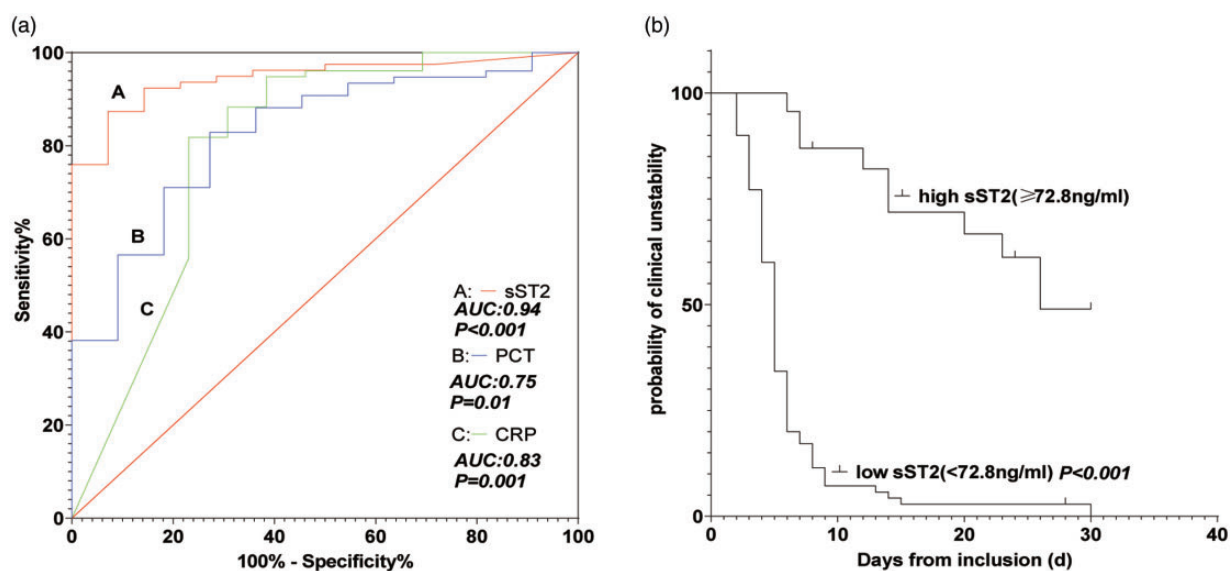 (a)
100
80
60
40
20
0
Sensitivity%
A
B
C
A: sST2
AUC:0.94
P<0.001
B: PCT
AUC:0.75
P=0.01
C: CRP
AUC:0.83
P=0.001
0 20 40 60 80 100
100% - Specificity%
(b)
100
50
0
probability of clinical unstability
high sST2(⩾72.8ng/ml)
low sST2(<72.8ng/ml) P<0.001
0 10 20 30 40
Days from inclusion (d)